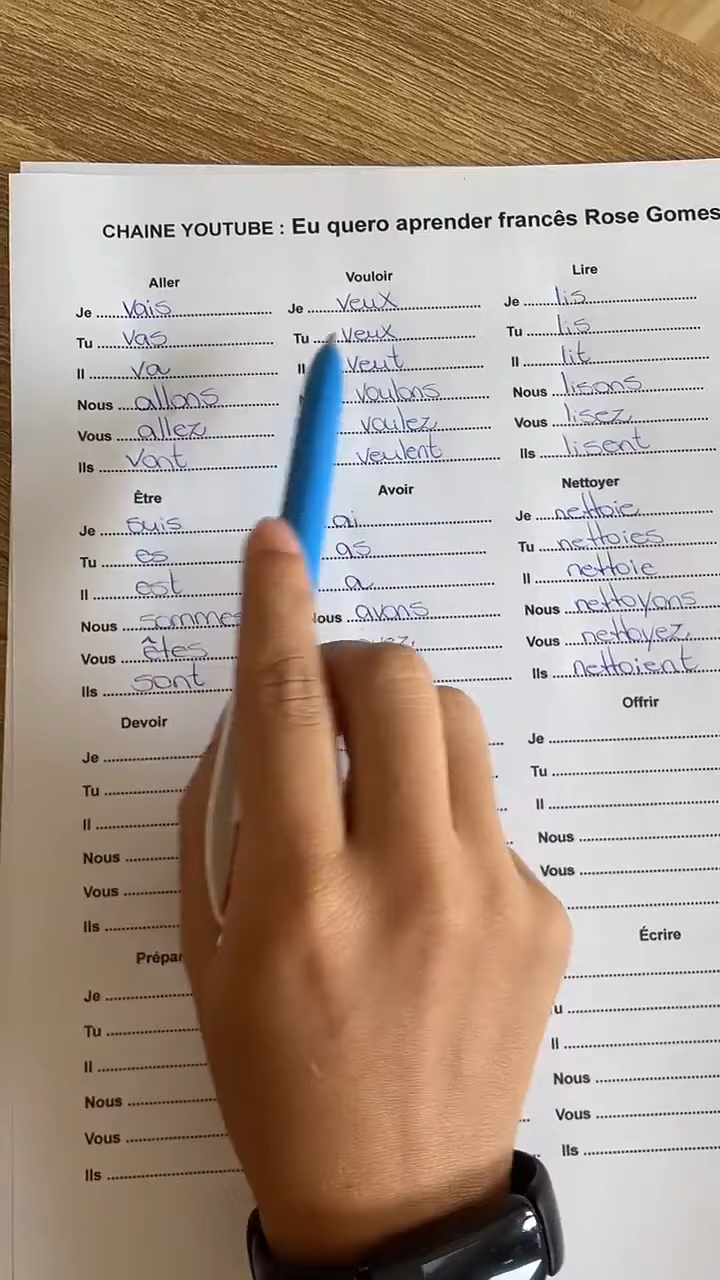 CHAINE YOUTUBE : Eu quero aprender francês Rose Gomes
Aller
Je vais
Tu vas
Il va
Nous allons
Vous allez
Ils vont
Vouloir
Je veux
Tu veux
Il veut
voulons
voulez
veulent
Lire
Je lis
Tu lis
Il lit
Nous lisons
Vous lisez
Ils lisent
Être
Je suis
Tu es
Il est
Nous sommes
Vous êtes
Ils sont
Avoir
ai
as
a
Nous avons
Nettoyer
Je nettoie
Tu nettoies
Il nettoie
Nous nettoyons
Vous nettoyez
Ils nettoient
Devoir
Je
Tu
Il
Nous
Vous
Ils
Offrir
Je
Tu
Il
Nous
Vous
Prépar
Je
Tu
Il
Nous
Vous
Ils
Écrire
Il
Nous
Vous
Ils